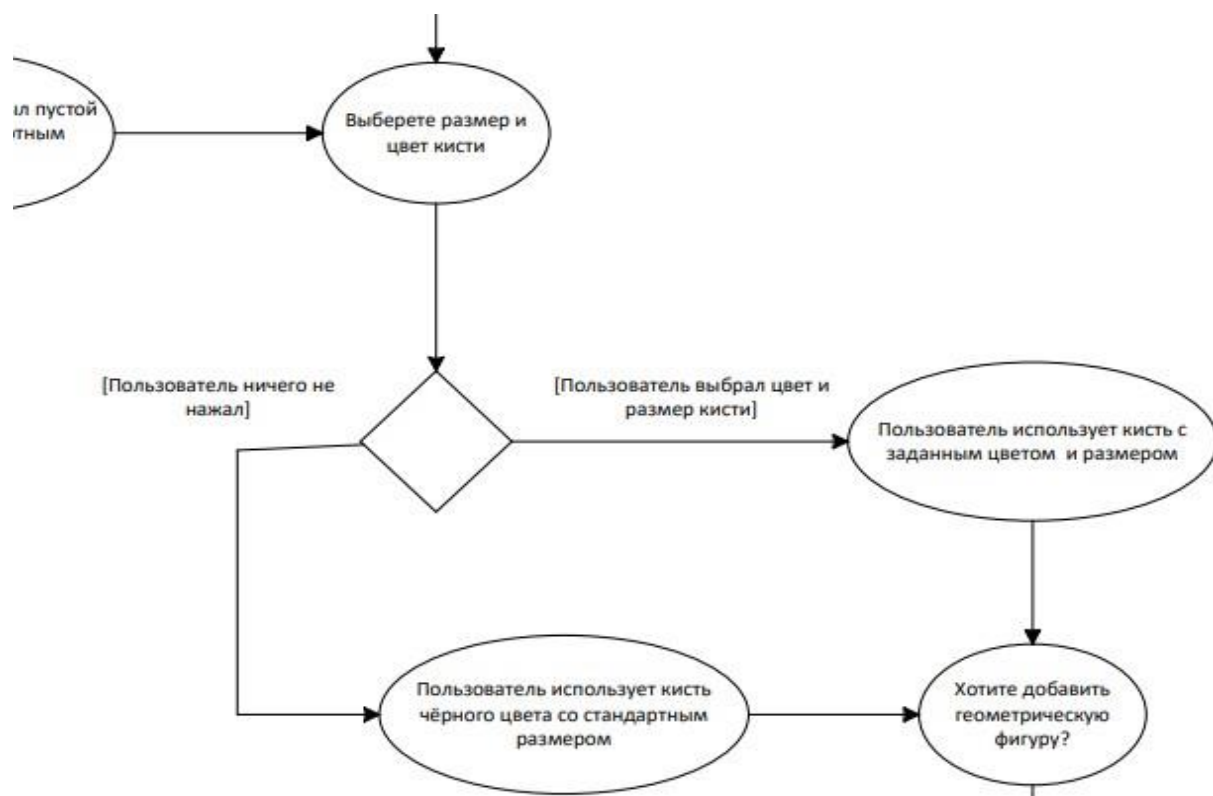 пустой
Выберете размер и
цвет кисти
[Пользователь ничего не
нажал]
[Пользователь выбрал цвет и
размер кисти]
Пользователь использует кисть с
заданным цветом и размером
Пользователь использует кисть
чёрного цвета со стандартным
размером
Хотите добавить
геометрическую
фигуру?